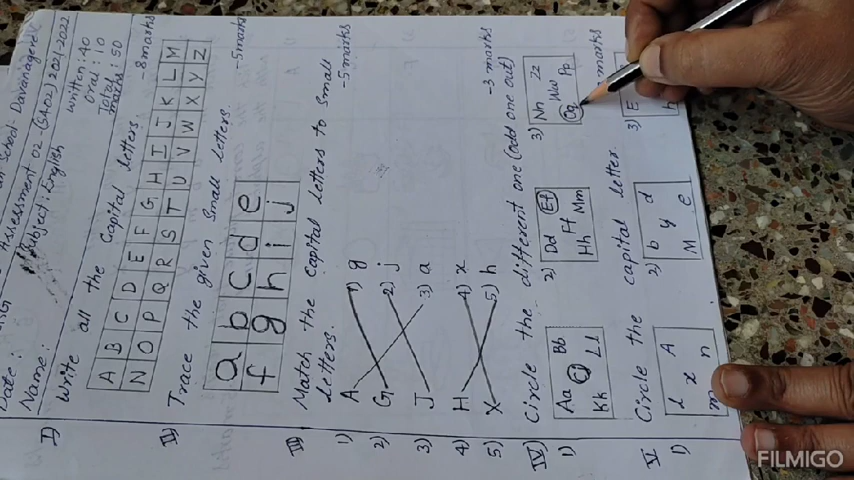 Date:
Assessment 02-(SA02) 2021-2022
Name:
Subject: English
written: 40
oral: 10
Total marks: 50
I) Write all the Capital letters. -8 marks
A B C D E F G H I J K L M
N O P Q R S T U V W X Y Z
II) Trace the given small letters. -5 marks
a b c d e
f g h i j
III) Match the capital letters to small letters. -5 marks
1) A 1) g
2) G 2) j
3) J 3) a
4) H 4) x
5) X 5) h
IV) Circle the different one (odd one out) -3 marks
1) Aa Bb Cj Kk Ll
2) Dd Ef Ff Hh Mm
3) Nn Zz Ww Oq Pp
V Circle the capital letter. marks
1) l A x m n
2) b d y M e
3) E h
FILMIGO